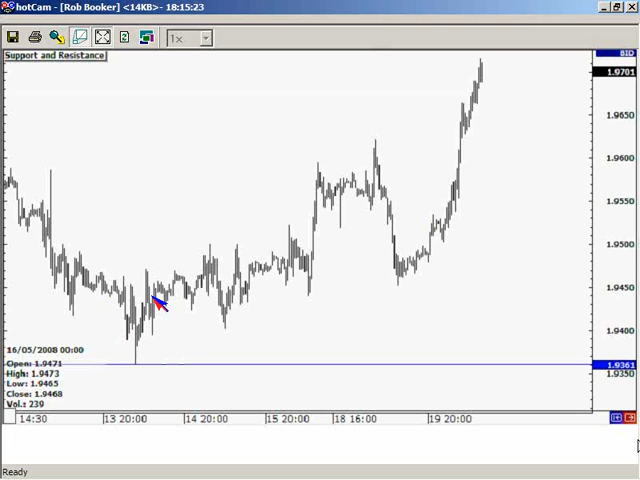 hotCam - [Rob Booker] <14KB> - 18:15:23
1x
Support and Resistance
BID
1.9701
1.9650
1.9600
1.9550
1.9500
1.9450
1.9400
1.9361
1.9350
16/05/2008 00:00
Open: 1.9471
High: 1.9473
Low: 1.9465
Close: 1.9468
Vol.: 239
14:30 13 20:00 14 20:00 15 20:00 18 16:00 19 20:00
Ready